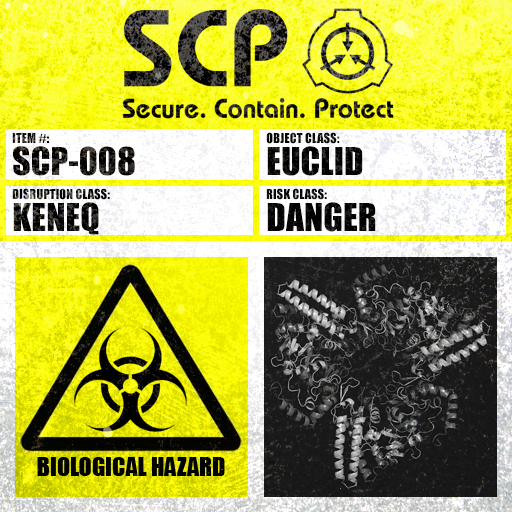 SCP
Secure. Contain. Protect
ITEM #:
SCP-008
OBJECT CLASS:
EUCLID
DISRUPTION CLASS:
KENEQ
RISK CLASS:
DANGER
BIOLOGICAL HAZARD